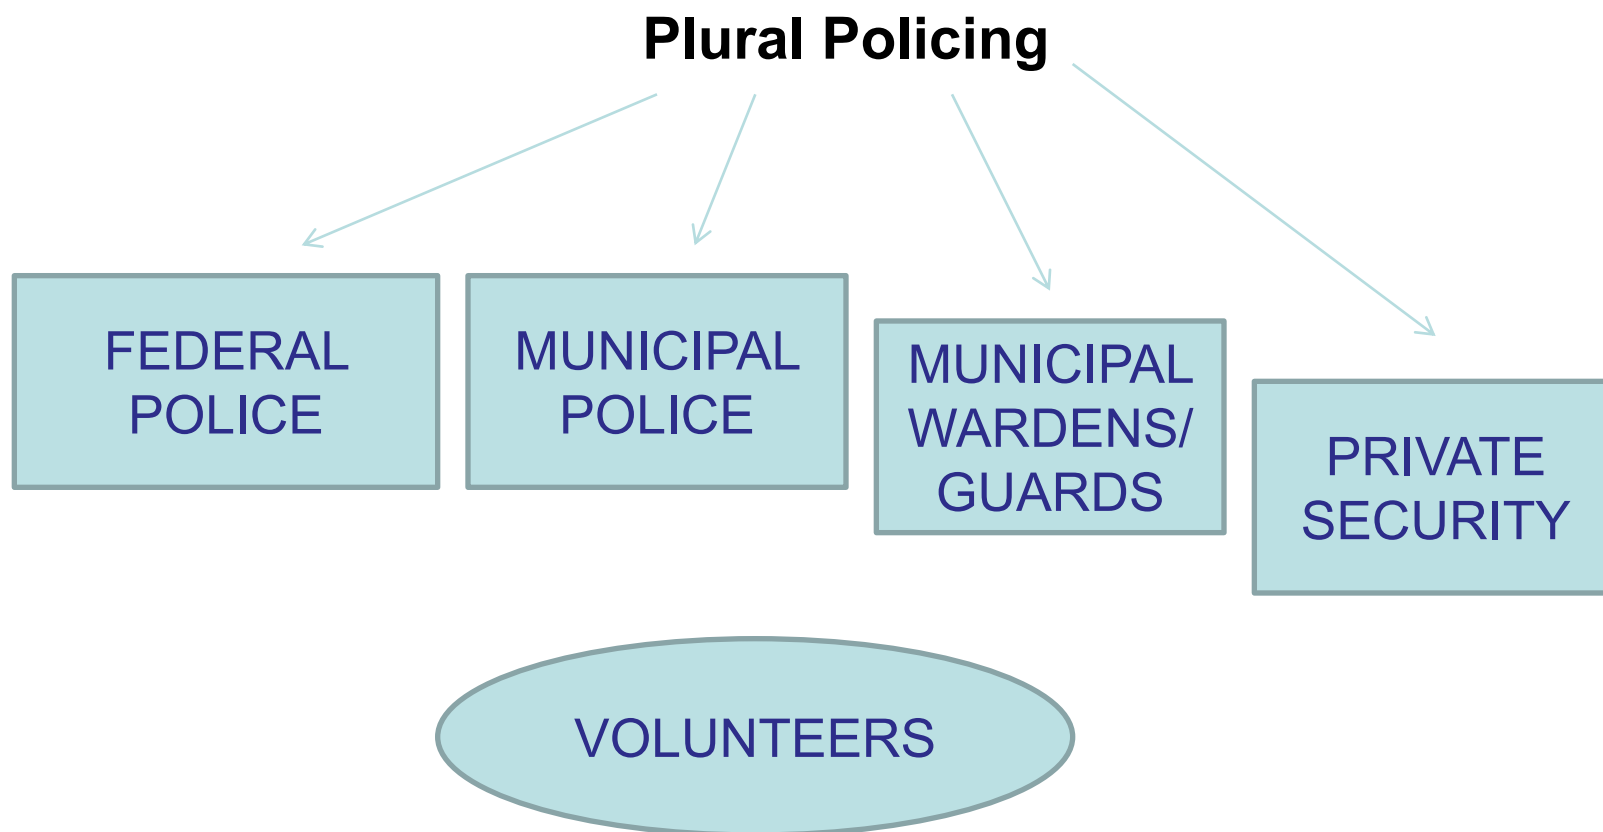 Plural Policing
FEDERAL
POLICE
MUNICIPAL
POLICE
MUNICIPAL
WARDENS/
GUARDS
PRIVATE
SECURITY
VOLUNTEERS